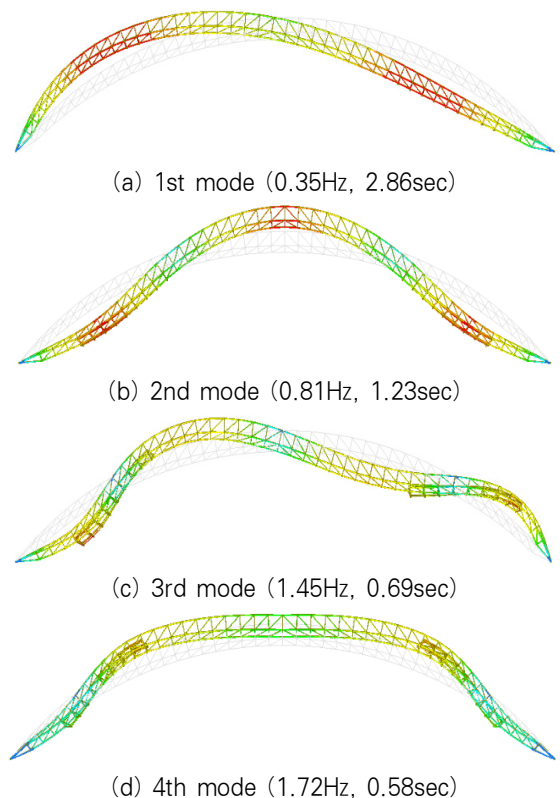 (a) 1st mode (0.35Hz, 2.86sec)
(b) 2nd mode (0.81Hz, 1.23sec)
(c) 3rd mode (1.45Hz, 0.69sec)
(d) 4th mode (1.72Hz, 0.58sec)